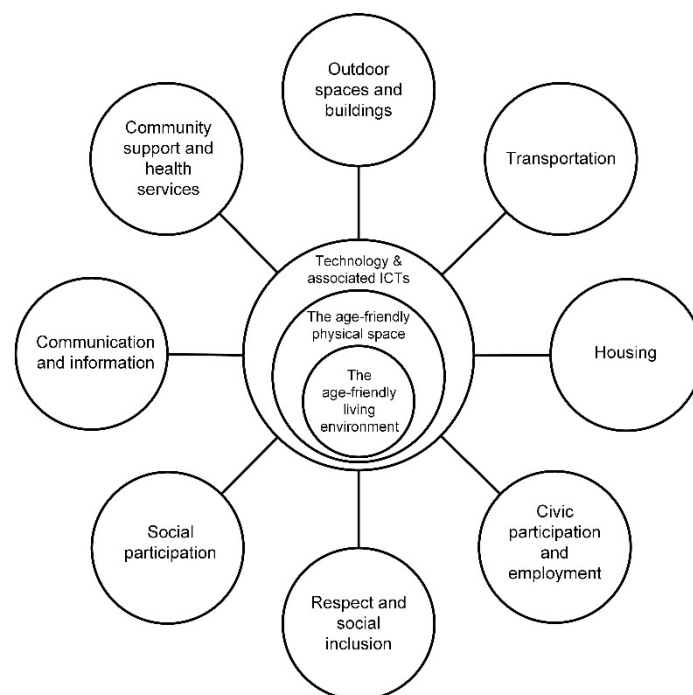 Outdoor
spaces and
buildings
Transportation
Housing
Civic
participation
and
employment
Respect and
social
inclusion
Social
participation
Communication
and information
Community
support and
health
services
Technology &
associated ICTs
The age-friendly
physical space
The
age-friendly
living
environment